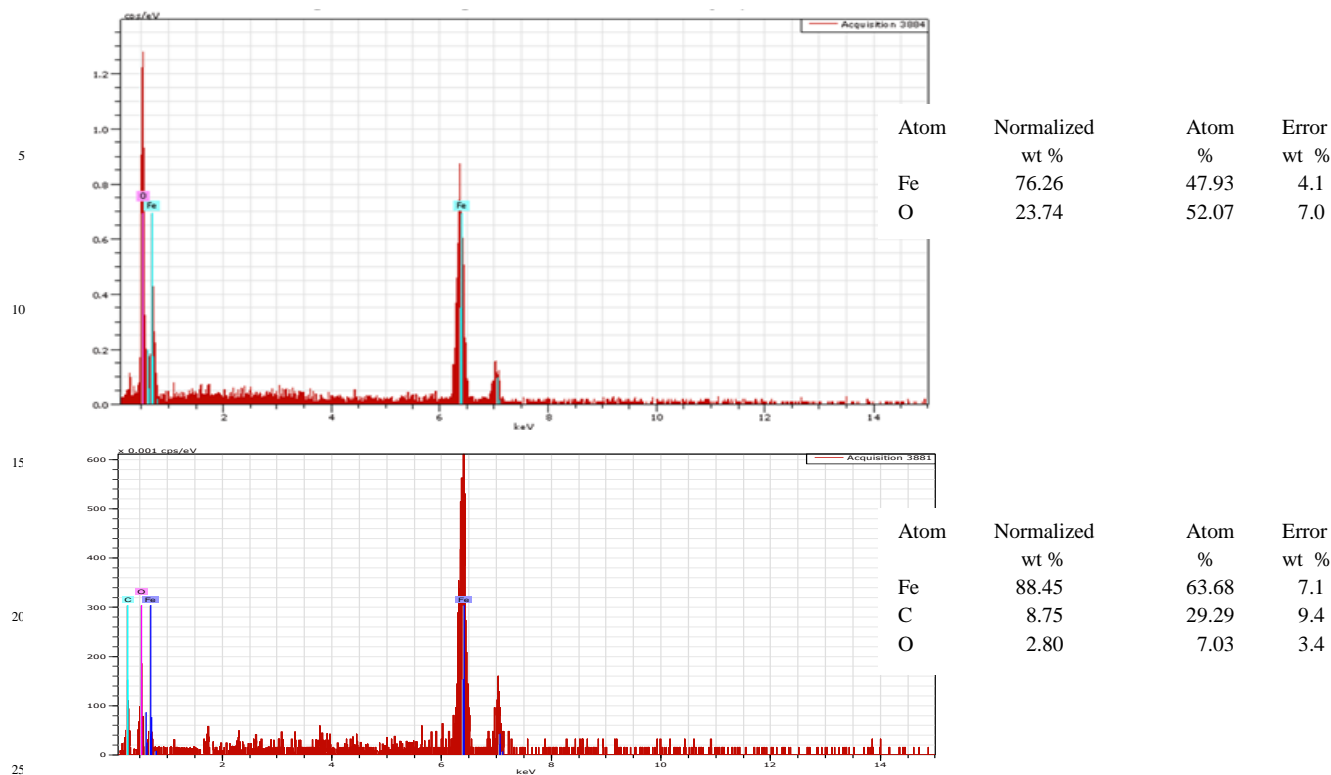 cps/eV
Acquisition 3884
1.2
1.0
0.8
0.6
0.4
0.2
0.0
O
Fe
Fe
2 4 6 8 10 12 14
keV
Atom Normalized Atom Error
wt % % wt %
Fe 76.26 47.93 4.1
O 23.74 52.07 7.0
5
10
15
20
25
x 0.001 cps/eV
Acquisition 3881
600
500
400
300
200
100
0
C
O
Fe
Fe
2 4 6 8 10 12 14
keV
Atom Normalized Atom Error
wt % % wt %
Fe 88.45 63.68 7.1
C 8.75 29.29 9.4
O 2.80 7.03 3.4